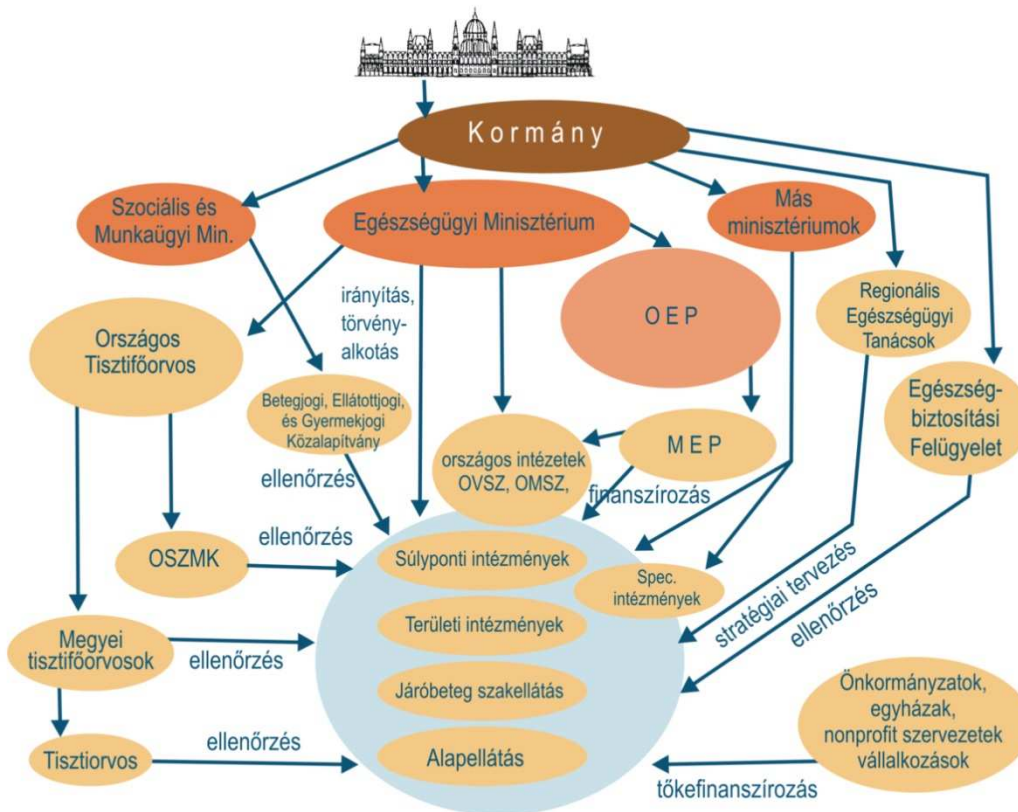 Kormány
Szociális és
Munkaügyi Min.
Egészségügyi Minisztérium
Más
minisztériumok
irányítás,
törvény-
alkotás
OEP
Regionális
Egészségügyi
Tanácsok
Országos
Tisztifőorvos
Egészség-
biztosítási
Felügyelet
Betegjogi, Ellátottjogi,
és Gyermekjogi
Közalapítvány
MEP
országos intézetek
OVSZ, OMSZ,
ellenőrzés
finanszírozás
OSZMK
ellenőrzés
Súlyponti intézmények
Spec.
intézmények
stratégiai tervezés
ellenőrzés
Területi intézmények
Megyei
tisztifőorvosok
ellenőrzés
Járóbeteg szakellátás
Önkormányzatok,
egyházak,
nonprofit szervezetek
vállalkozások
Tisztiorvos
ellenőrzés
Alapellátás
tőkefinanszírozás